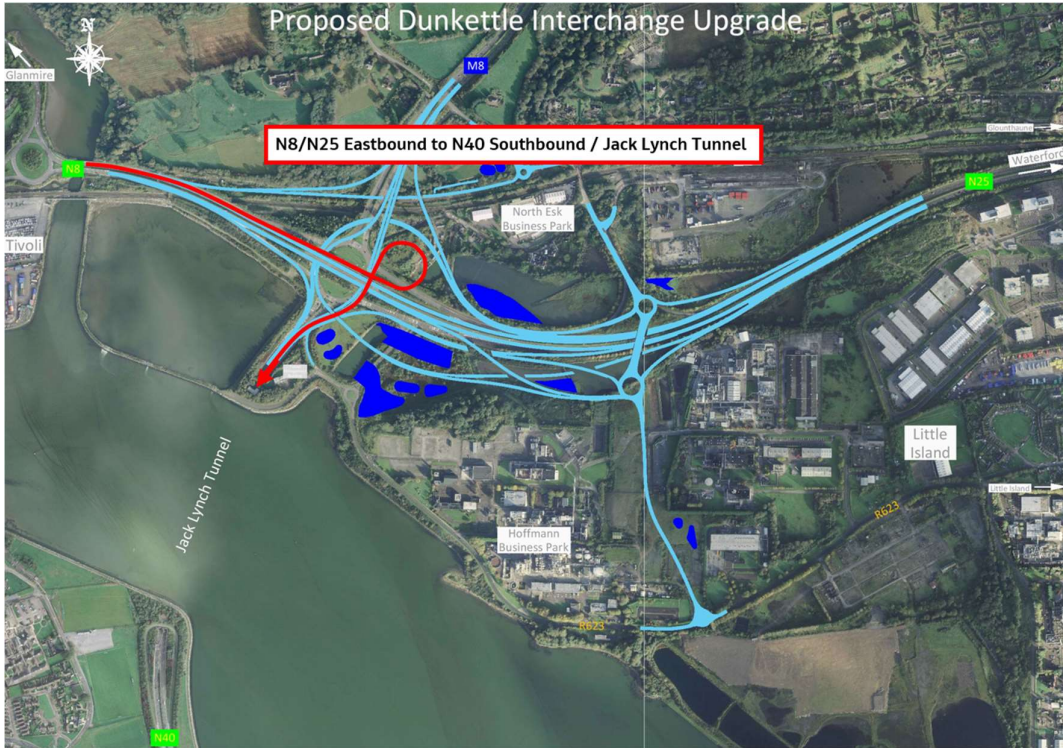 Proposed Dunkettle Interchange Upgrade
N
Glanmire
M8
N8/N25 Eastbound to N40 Southbound / Jack Lynch Tunnel
Glounthaune
Waterford
N8
N25
North Esk
Business Park
Tivoli
Little
Island
Jack Lynch Tunnel
Little Island
R623
Hoffmann
Business Park
R623
N40